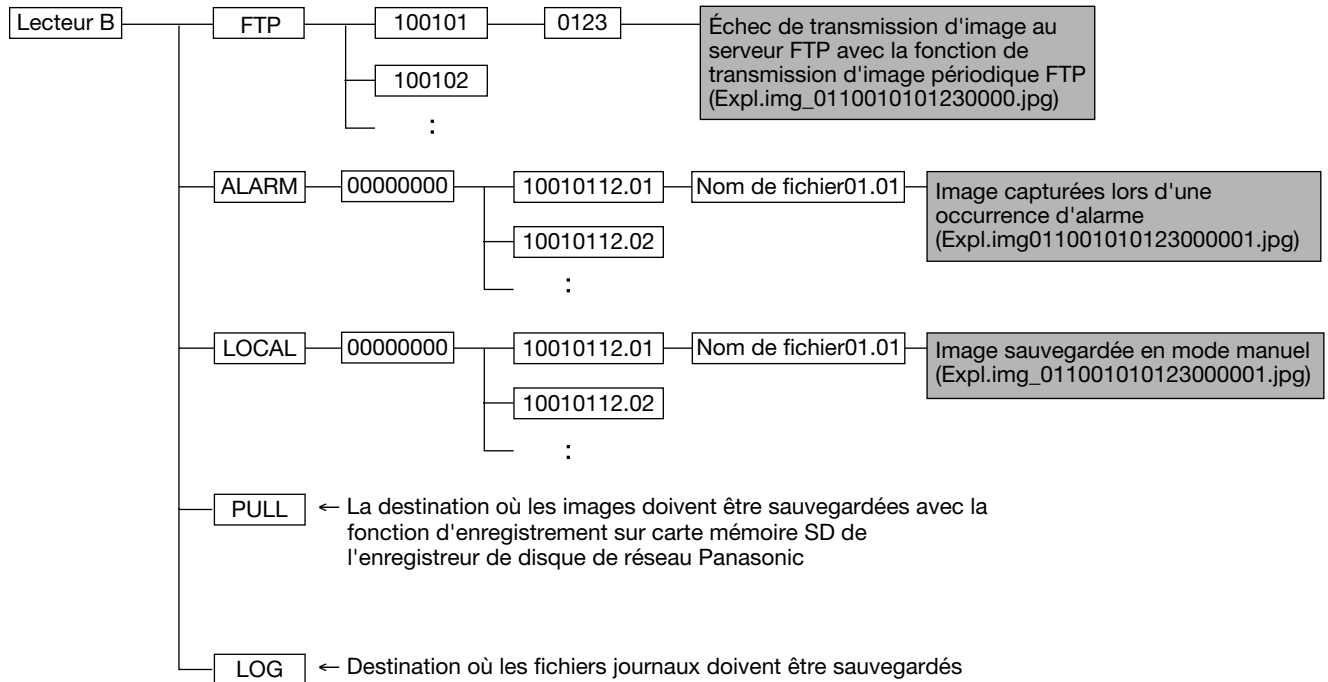 Lecteur B
FTP
100101
0123
Échec de transmission d'image au
serveur FTP avec la fonction de
transmission d'image périodique FTP
(Expl.img_0110010101230000.jpg)
100102
:
ALARM
00000000
10010112.01
Nom de fichier01.01
Image capturées lors d'une
occurrence d'alarme
(Expl.img011001010123000001.jpg)
10010112.02
:
LOCAL
00000000
10010112.01
Nom de fichier01.01
Image sauvegardée en mode manuel
(Expl.img_011001010123000001.jpg)
10010112.02
:
PULL
← La destination où les images doivent être sauvegardées avec la
fonction d'enregistrement sur carte mémoire SD de
l'enregistreur de disque de réseau Panasonic
LOG
← Destination où les fichiers journaux doivent être sauvegardés